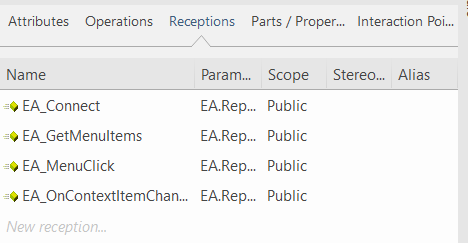 Attributes Operations Receptions Parts / Proper... Interaction Poi...
Name Param... Scope Stereo... Alias
EA_Connect EA.Rep... Public
EA_GetMenuItems EA.Rep... Public
EA_MenuClick EA.Rep... Public
EA_OnContextItemChan... EA.Rep... Public
New reception...